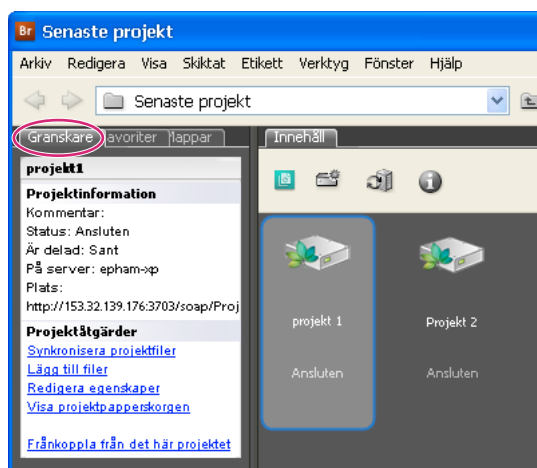 Br Senaste projekt
Arkiv Redigera Visa Skiktat Etikett Verktyg Fönster Hjälp
Senaste projekt
Granskare Favoriter Mappar Innehåll
projekt1
Projektinformation
Kommentar:
Status: Ansluten
Är delad: Sant
På server: epham-xp
Plats:
http://153.32.139.176:3703/soap/Proj
Projektåtgärder
Synkronisera projektfiler
Lägg till filer
Redigera egenskaper
Visa projektpapperskorgen
Frånkoppla från det här projektet
projekt 1
Ansluten
Projekt 2
Ansluten